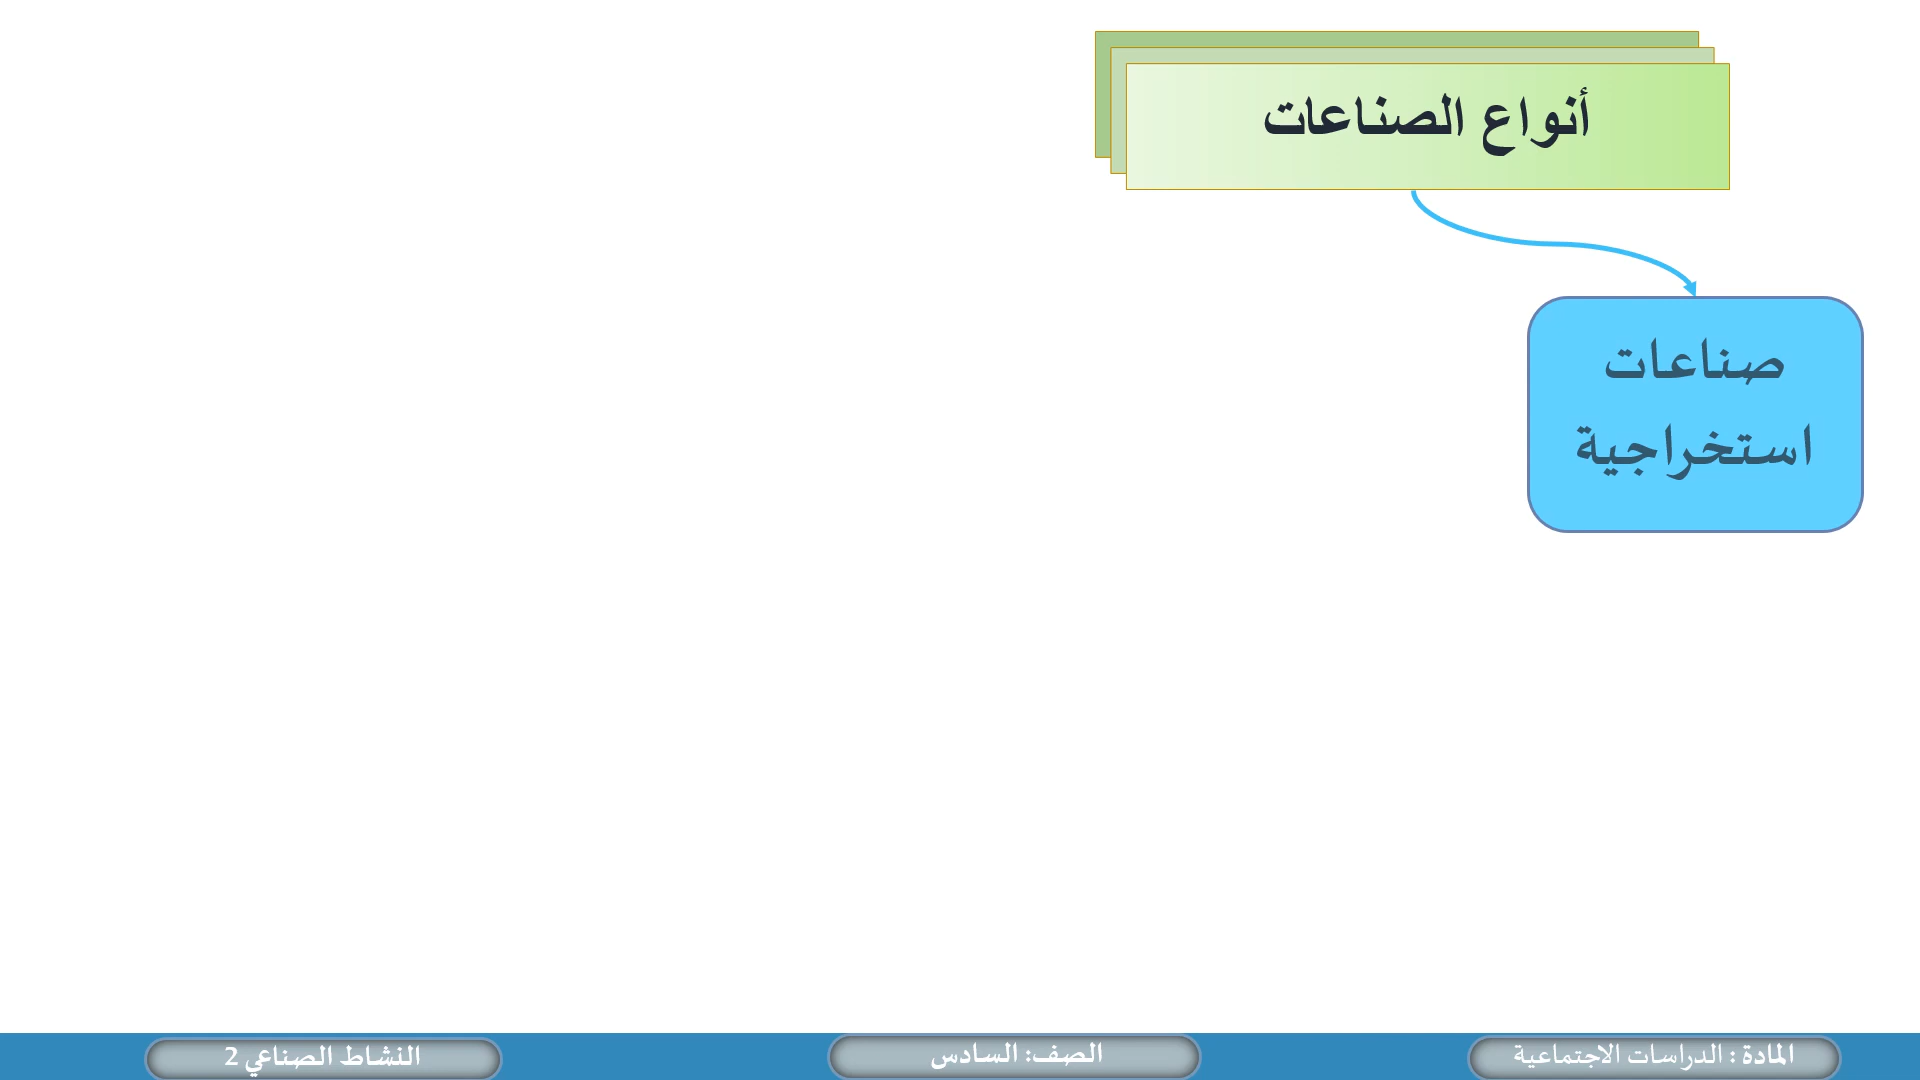 أنواع الصناعات
صناعات
استخراجية
المادة : الدراسات الاجتماعية
الصف: السادس
النشاط الصناعي 2